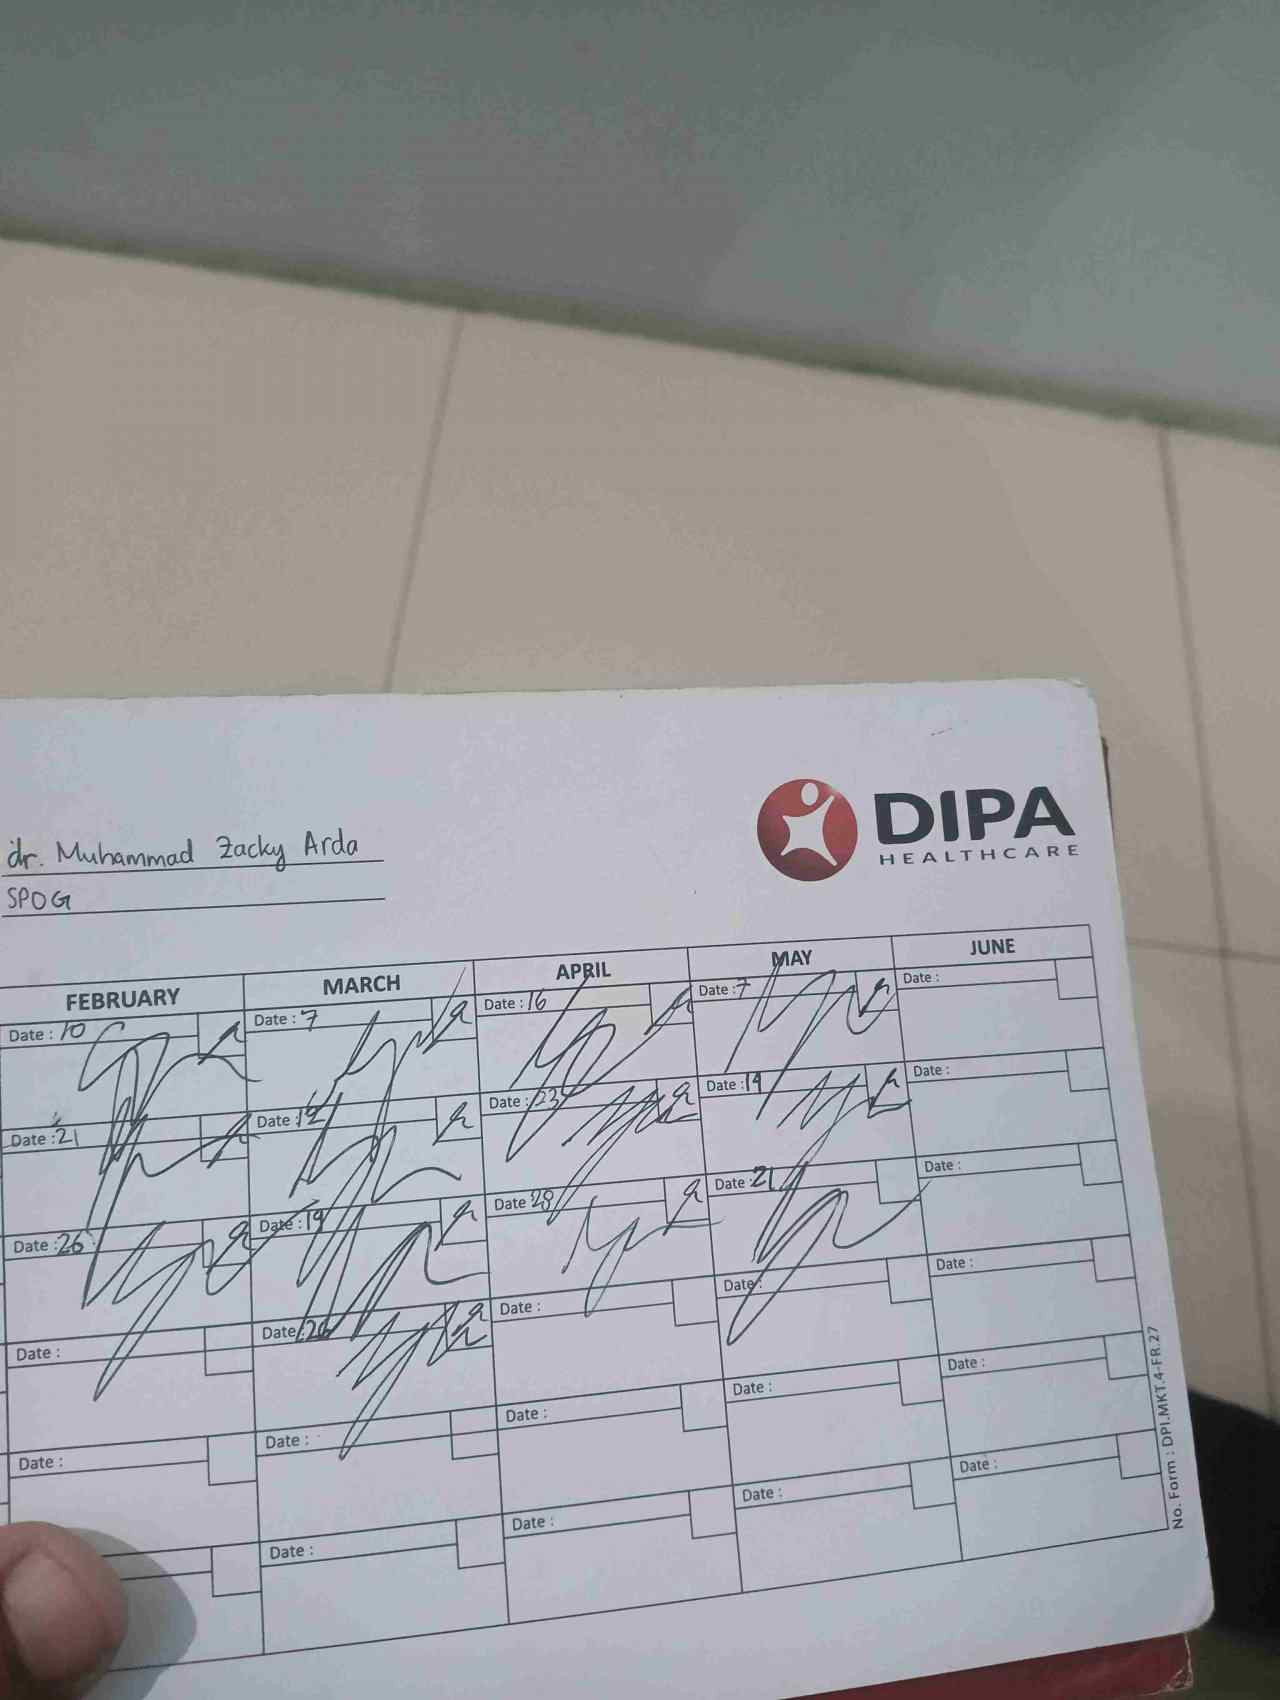 dr. Muhammad Zacky Arda
SPOG
DIPA
HEALTHCARE
FEBRUARY MARCH APRIL MAY JUNE
Date : 10 Date : 7 Date : 16 Date : 7 Date :
Date : 21 Date : 12 Date : 23 Date : 19 Date :
Date : 26 Date : 19 Date : 28 Date : 21 Date :
Date : Date : 26 Date : Date : Date :
Date : Date : Date : Date : Date :
Date : Date : Date : Date :
No. Form : DPI.MKT.4-FR.27